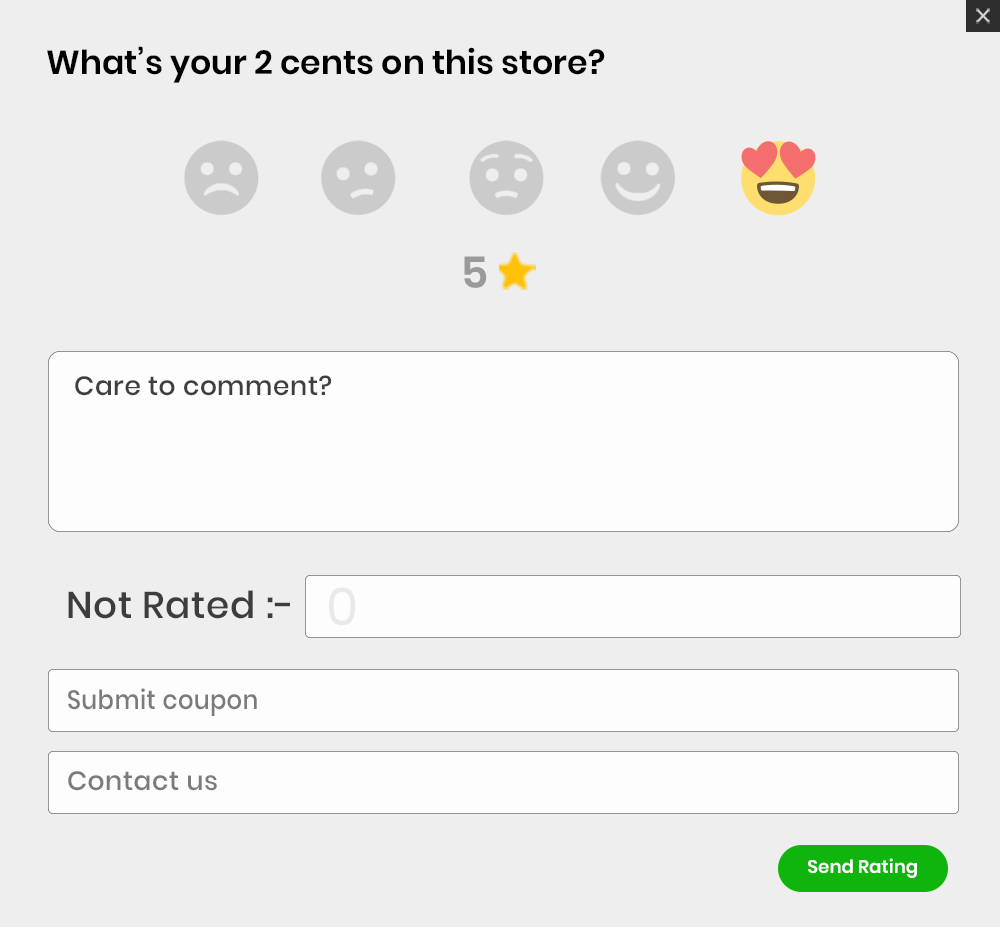 What’s your 2 cents on this store?
5
Care to comment?
Not Rated :-
0
Submit coupon
Contact us
Send Rating